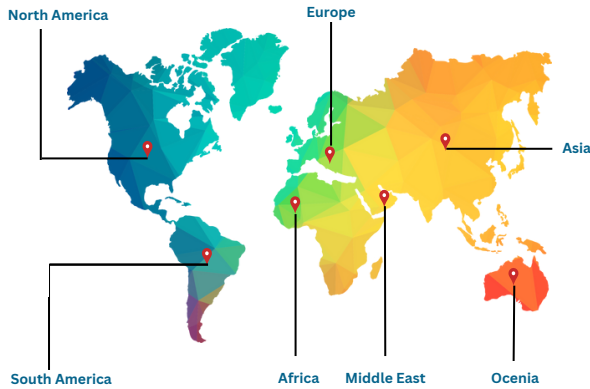 Europe
North America
Asia
South America
Africa
Middle East
Ocenia